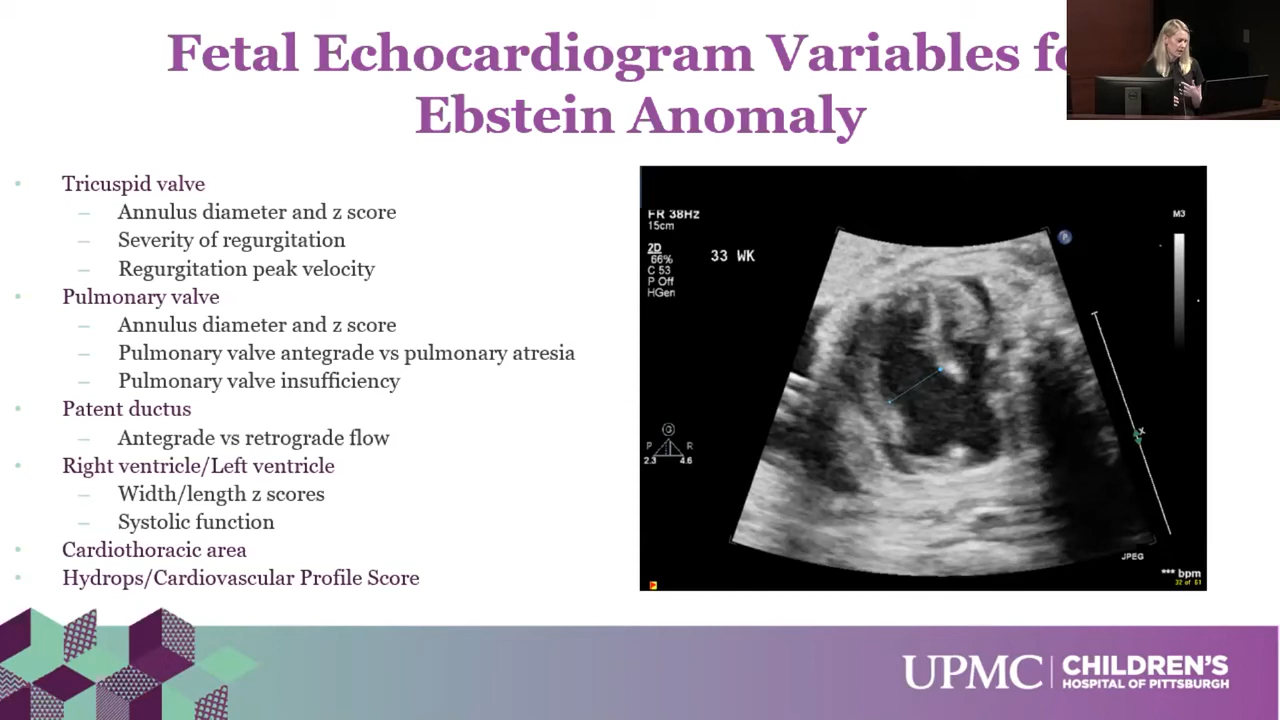 Fetal Echocardiogram Variables fo
Ebstein Anomaly
Tricuspid valve
– Annulus diameter and z score
– Severity of regurgitation
– Regurgitation peak velocity
Pulmonary valve
– Annulus diameter and z score
– Pulmonary valve antegrade vs pulmonary atresia
– Pulmonary valve insufficiency
Patent ductus
– Antegrade vs retrograde flow
Right ventricle/Left ventricle
– Width/length z scores
– Systolic function
Cardiothoracic area
Hydrops/Cardiovascular Profile Score
FR 38Hz
15cm
2D
66%
C 53
P Off
HGen
33 WK
M3
P
G
P R
2.3 4.6
x
JPEG
*** bpm
32 of 61
UPMC
CHILDREN'S
HOSPITAL OF PITTSBURGH